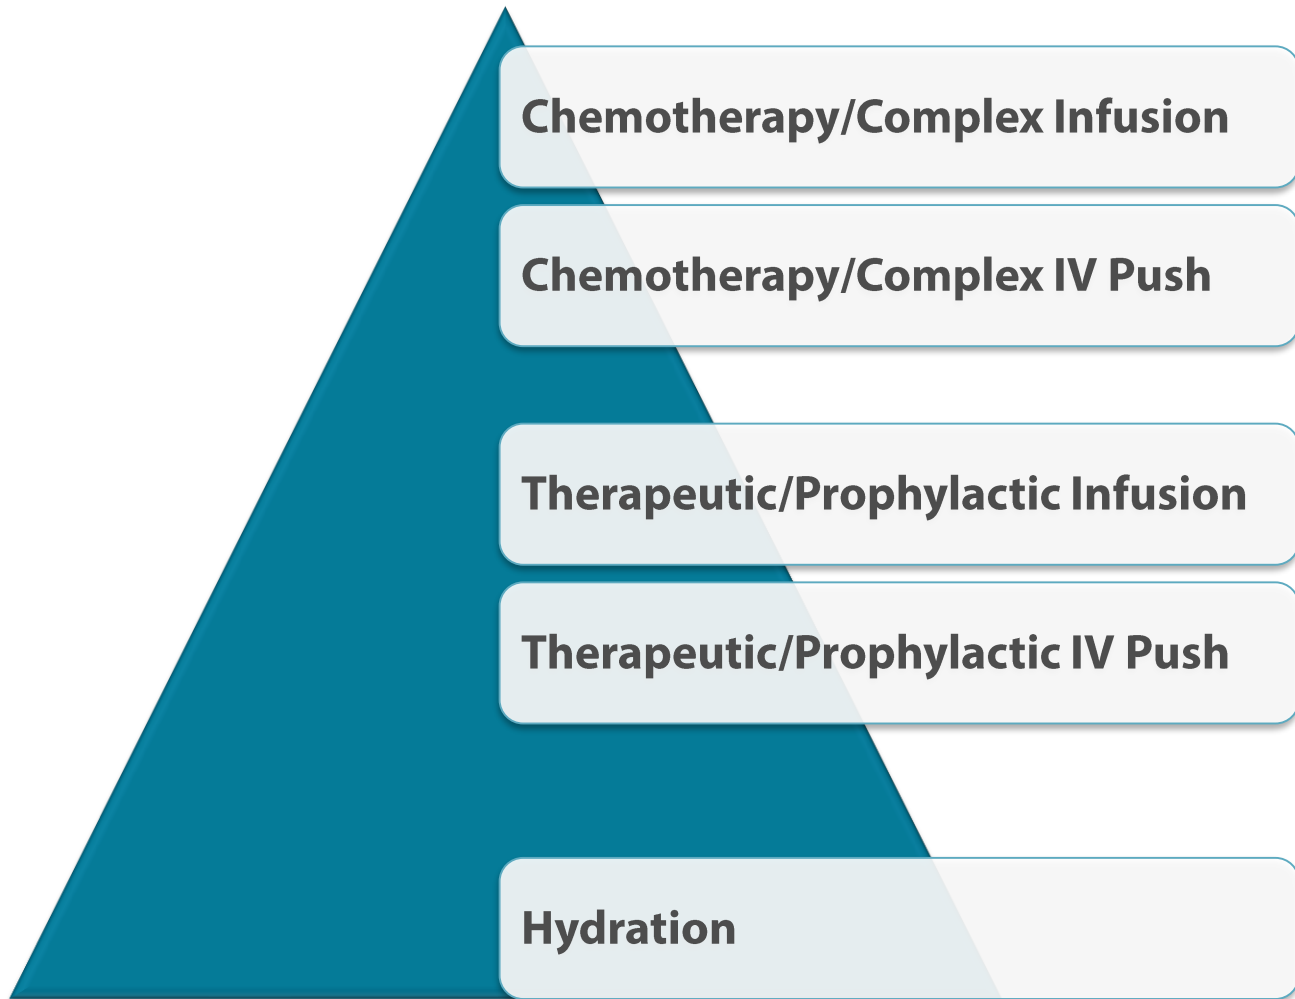 Chemotherapy/Complex Infusion
Chemotherapy/Complex IV Push
Therapeutic/Prophylactic Infusion
Therapeutic/Prophylactic IV Push
Hydration